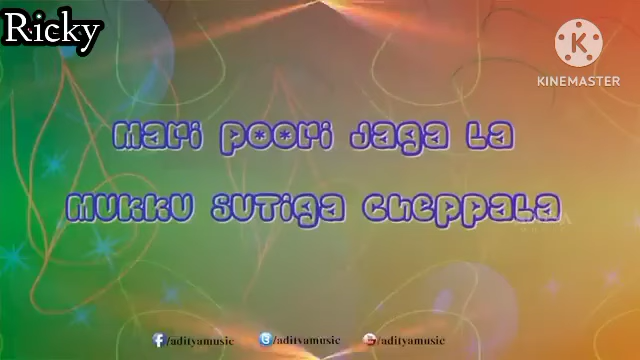 Ricky
KINEMASTER
Mari poori Jaga La
MUKKU SUTiga CheppaLa
/adityamusic /adityamusic /adityamusic